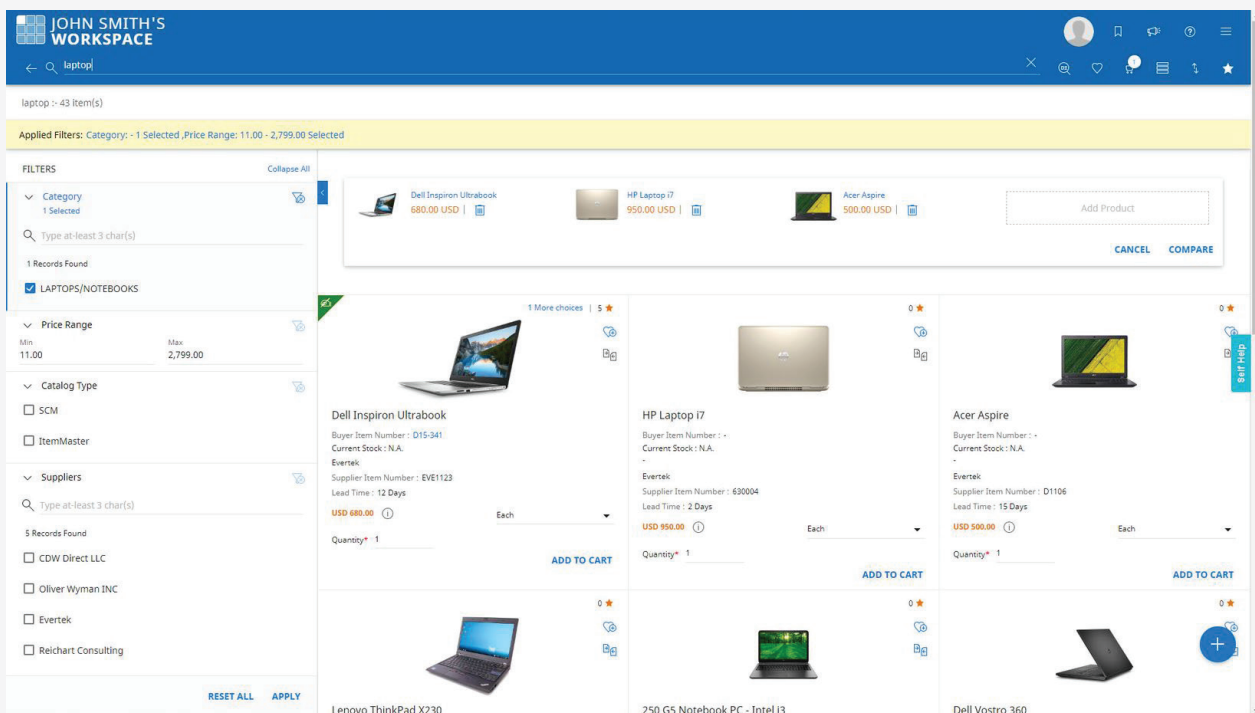 JOHN SMITH'S
WORKSPACE
laptop
1
laptop :- 43 item(s)
Applied Filters: Category: - 1 Selected ,Price Range: 11.00 - 2,799.00 Selected
FILTERS
Collapse All
Category
1 Selected
Type at-least 3 char(s)
1 Records Found
LAPTOPS/NOTEBOOKS
Price Range
Min
Max
11.00
2,799.00
Catalog Type
SCM
ItemMaster
Suppliers
Type at-least 3 char(s)
5 Records Found
CDW Direct LLC
Oliver Wyman INC
Evertek
Reichart Consulting
RESET ALL
APPLY
Dell Inspiron Ultrabook
680.00 USD |
HP Laptop i7
950.00 USD |
Acer Aspire
500.00 USD |
Add Product
CANCEL
COMPARE
1 More choices | 5
Dell Inspiron Ultrabook
Buyer Item Number : D15-341
Current Stock : N.A.
Evertek
Supplier Item Number : EVE1123
Lead Time : 12 Days
USD 680.00
Each
Quantity* 1
ADD TO CART
0
HP Laptop i7
Buyer Item Number : -
Current Stock : N.A.
-
Evertek
Supplier Item Number : 630004
Lead Time : 2 Days
USD 950.00
Each
Quantity* 1
ADD TO CART
0
Acer Aspire
Buyer Item Number : -
Current Stock : N.A.
-
Evertek
Supplier Item Number : D1106
Lead Time : 15 Days
USD 500.00
Each
Quantity* 1
ADD TO CART
Self Help
0
Lenovo ThinkPad X230
0
250 G5 Notebook PC - Intel i3
0
Dell Vostro 360